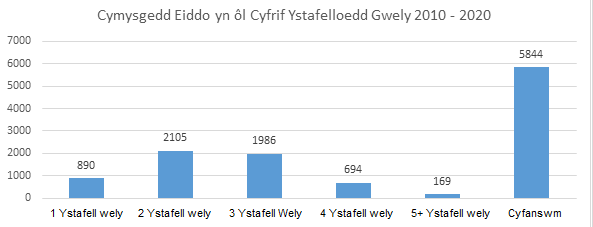 Cymysgedd Eiddo yn ôl Cyfrif Ystafelloedd Gwely 2010 - 2020
7000
6000
5000
4000
3000
2000
1000
0
890
2105
1986
694
169
5844
1 Ystafell wely
2 Ystafell wely
3 Ystafell Wely
4 Ystafell wely
5+ Ystafell wely
Cyfanswm